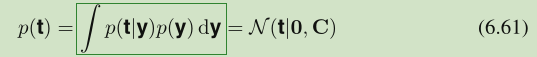 p(t) = ∫ p(t|y)p(y) dy = 𝒩(t|0, C) (6.61)